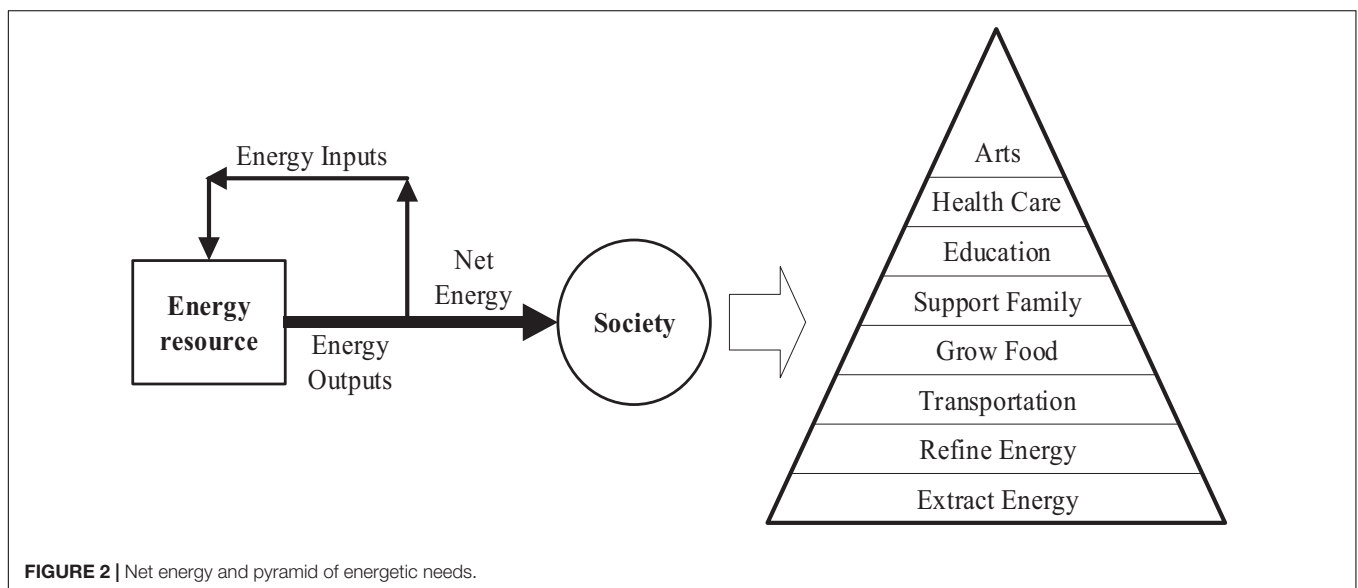 Energy Inputs
Energy
resource
Energy
Outputs
Net
Energy
Society
Arts
Health Care
Education
Support Family
Grow Food
Transportation
Refine Energy
Extract Energy
FIGURE 2 | Net energy and pyramid of energetic needs.